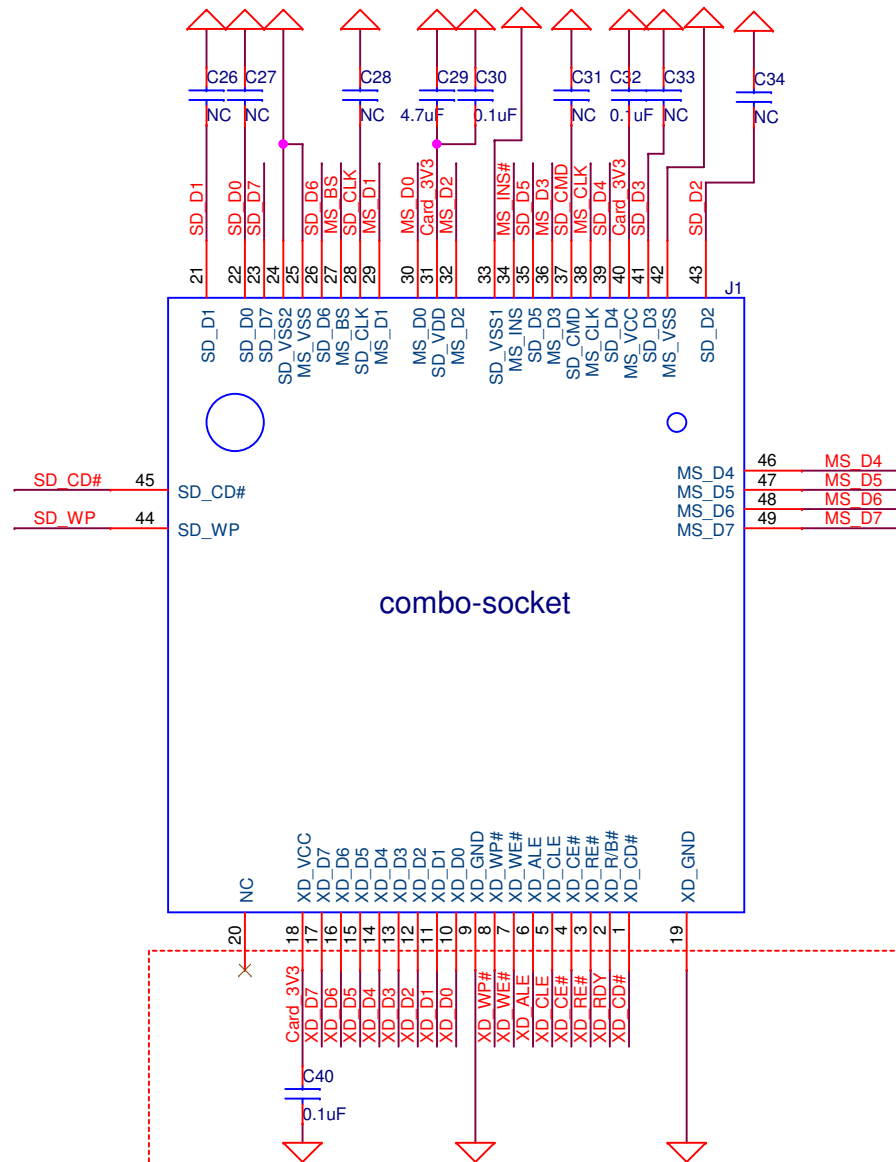 C26 C27 C28 C29 C30 C31 C32 C33 C34
NC NC NC 4.7uF 0.1uF NC 0.1uF NC NC
SD_D1 SD_D0 SD_D7 SD_D6 MS_BS SD_CLK MS_D1 MS_D0 Card_3V3 MS_D2 MS_INS# SD_D5 MS_D3 SD_CMD MS_CLK SD_D4 Card_3V3 SD_D3 SD_D2
21 22 23 24 25 26 27 28 29 30 31 32 33 34 35 36 37 38 39 40 41 42 43
J1
SD_D1 SD_D0 SD_D7 SD_VSS2 MS_VSS SD_D6 MS_BS SD_CLK MS_D1 MS_D0 SD_VDD MS_D2 SD_VSS1 MS_INS SD_D5 MS_D3 SD_CMD MS_CLK SD_D4 MS_VCC SD_D3 MS_VSS SD_D2
SD_CD# 45 SD_CD#
SD_WP 44 SD_WP
MS_D4 46 MS_D4
MS_D5 47 MS_D5
MS_D6 48 MS_D6
MS_D7 49 MS_D7
combo-socket
NC XD_VCC XD_D7 XD_D6 XD_D5 XD_D4 XD_D3 XD_D2 XD_D1 XD_D0 XD_GND XD_WP# XD_WE# XD_ALE XD_CLE XD_CE# XD_RE# XD_R/B# XD_CD# XD_GND
20 18 17 16 15 14 13 12 11 10 9 8 7 6 5 4 3 2 1 19
Card_3V3 XD_D7 XD_D6 XD_D5 XD_D4 XD_D3 XD_D2 XD_D1 XD_D0 XD_WP# XD_WE# XD_ALE XD_CLE XD_CE# XD_RE# XD_RDY XD_CD#
C40
0.1uF